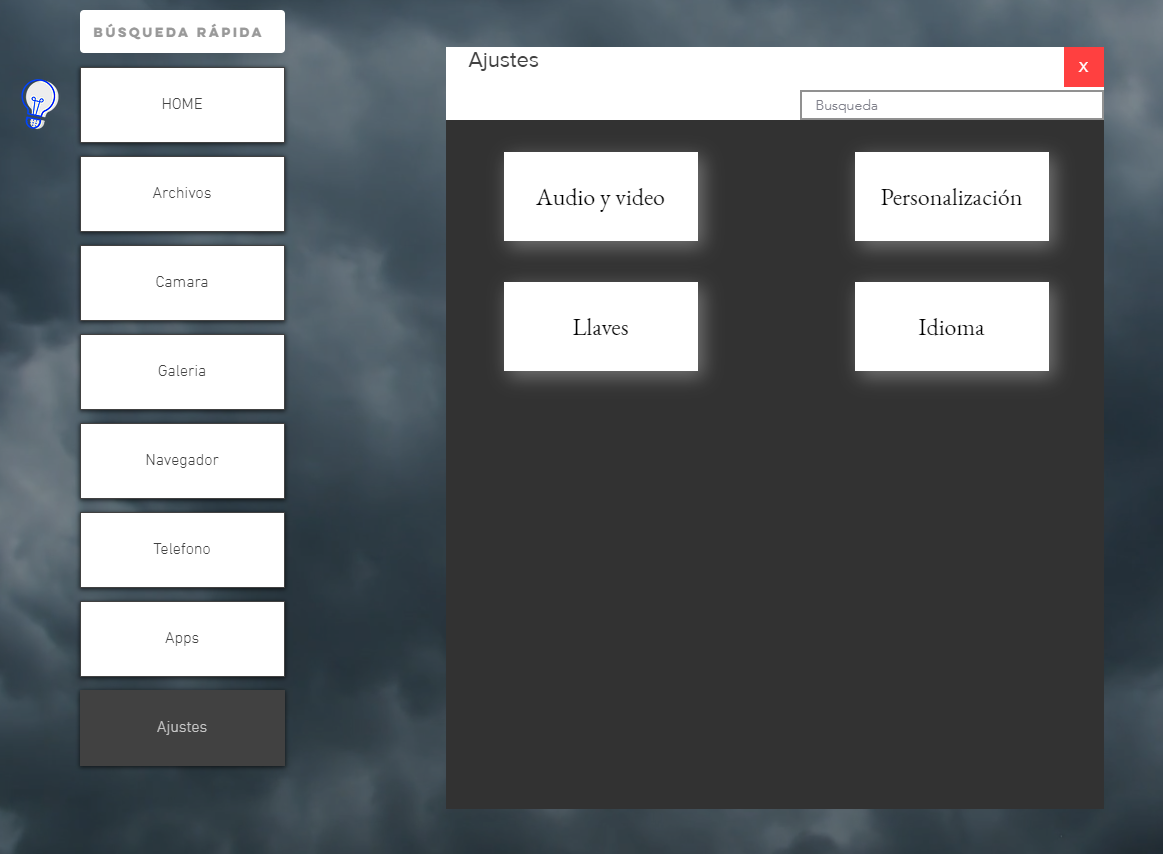 BÚSQUEDA RÁPIDA
HOME
Archivos
Camara
Galeria
Navegador
Telefono
Apps
Ajustes
Ajustes
X
Busqueda
Audio y video
Personalización
Llaves
Idioma